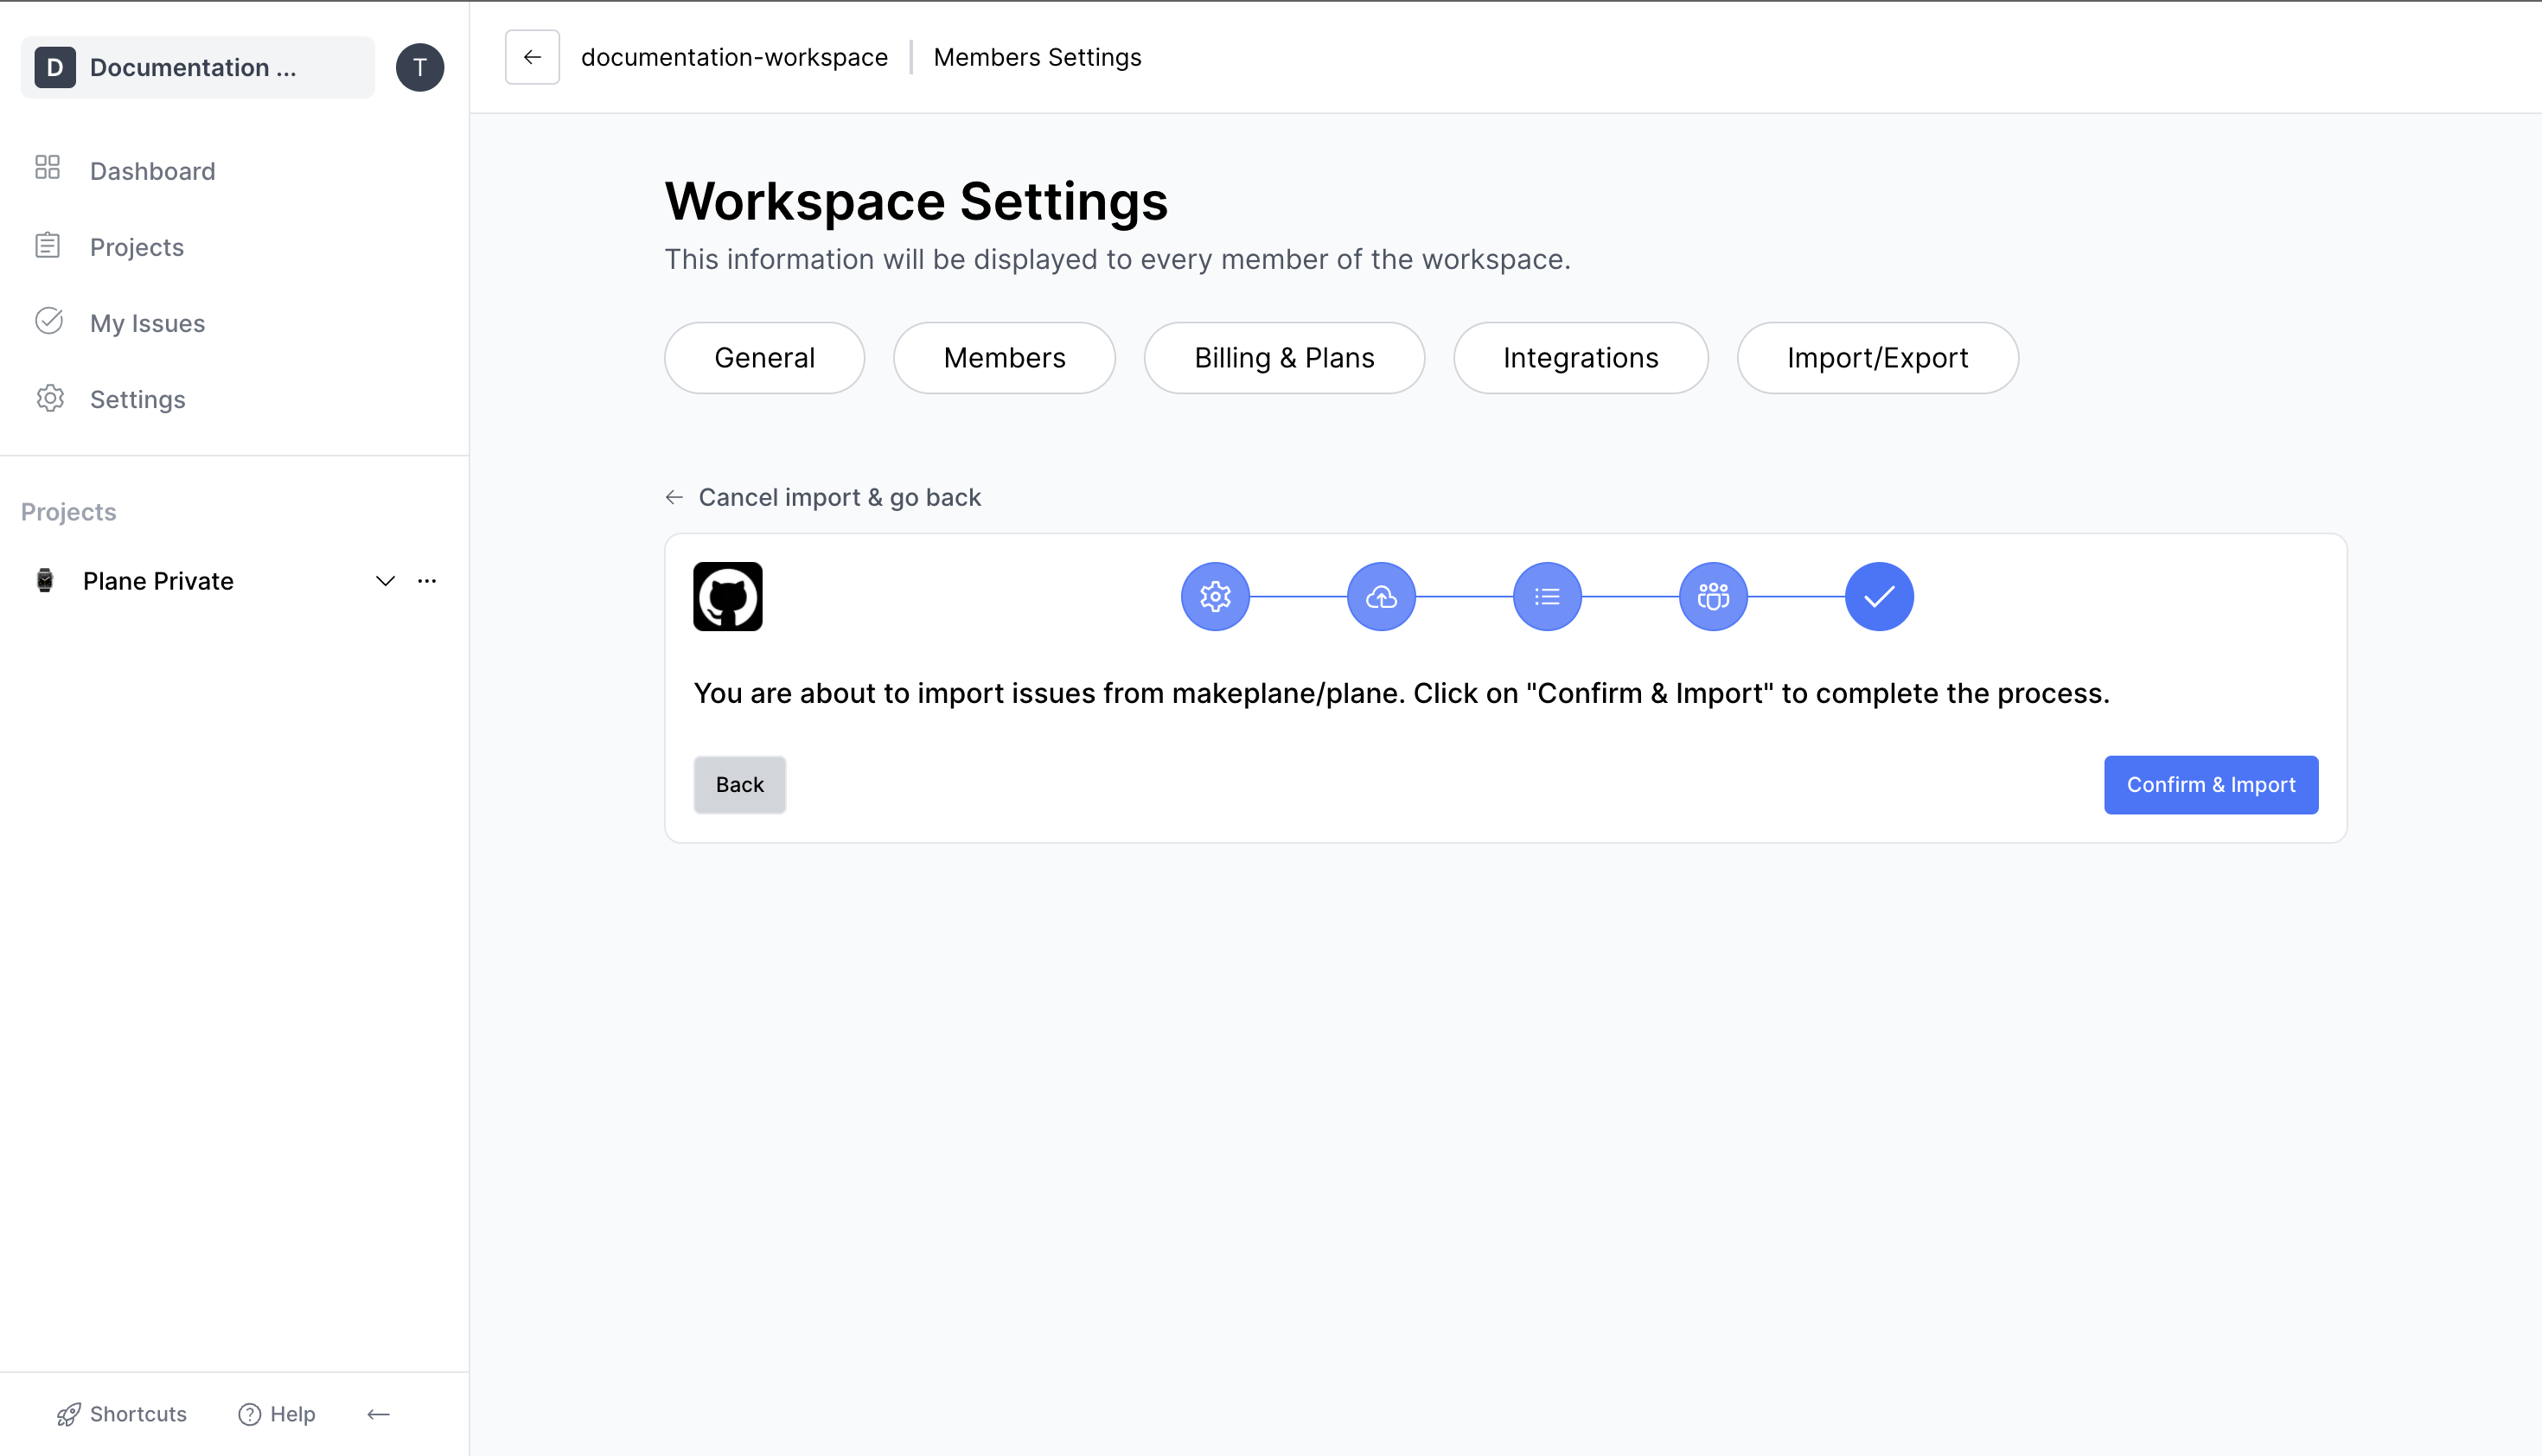 D Documentation ... T
Dashboard
Projects
My Issues
Settings
Projects
Plane Private
Shortcuts Help
documentation-workspace Members Settings
Workspace Settings
This information will be displayed to every member of the workspace.
General Members Billing & Plans Integrations Import/Export
Cancel import & go back
You are about to import issues from makeplane/plane. Click on "Confirm & Import" to complete the process.
Back Confirm & Import